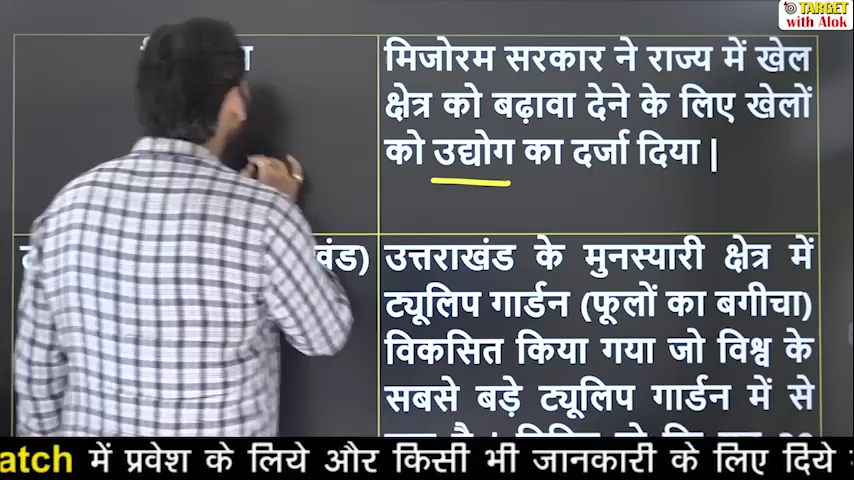 TARGET
with Alok
मिजोरम सरकार ने राज्य में खेल
क्षेत्र को बढ़ावा देने के लिए खेलों
को उद्योग का दर्जा दिया |
उत्तराखंड के मुनस्यारी क्षेत्र में
ट्यूलिप गार्डन (फूलों का बगीचा)
विकसित किया गया जो विश्व के
सबसे बड़े ट्यूलिप गार्डन में से
atch में प्रवेश के लिये और किसी भी जानकारी के लिए दिये